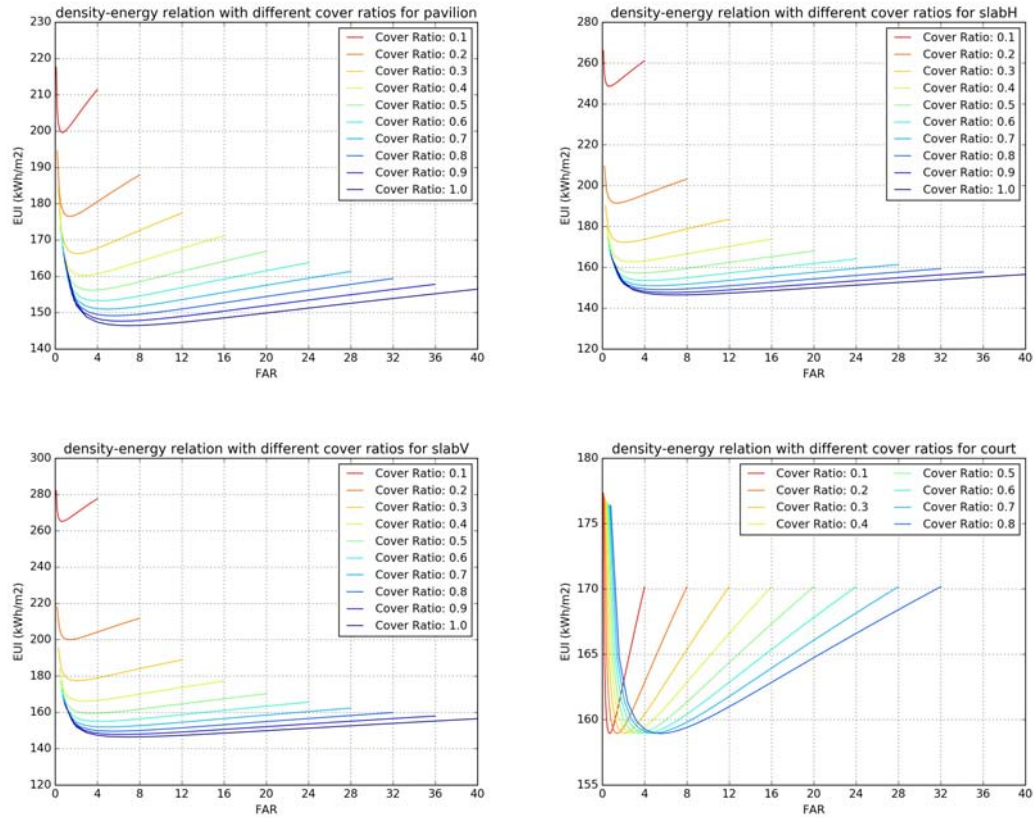 density-energy relation with different cover ratios for pavilion
230
220
210
200
190
180
170
160
150
140
EUI (kWh/m2)
0 4 8 12 16 20 24 28 32 36 40
FAR
Cover Ratio: 0.1
Cover Ratio: 0.2
Cover Ratio: 0.3
Cover Ratio: 0.4
Cover Ratio: 0.5
Cover Ratio: 0.6
Cover Ratio: 0.7
Cover Ratio: 0.8
Cover Ratio: 0.9
Cover Ratio: 1.0
density-energy relation with different cover ratios for slabH
280
260
240
220
200
180
160
140
120
EUI (kWh/m2)
0 4 8 12 16 20 24 28 32 36 40
FAR
Cover Ratio: 0.1
Cover Ratio: 0.2
Cover Ratio: 0.3
Cover Ratio: 0.4
Cover Ratio: 0.5
Cover Ratio: 0.6
Cover Ratio: 0.7
Cover Ratio: 0.8
Cover Ratio: 0.9
Cover Ratio: 1.0
density-energy relation with different cover ratios for slabV
300
280
260
240
220
200
180
160
140
120
EUI (kWh/m2)
0 4 8 12 16 20 24 28 32 36 40
FAR
Cover Ratio: 0.1
Cover Ratio: 0.2
Cover Ratio: 0.3
Cover Ratio: 0.4
Cover Ratio: 0.5
Cover Ratio: 0.6
Cover Ratio: 0.7
Cover Ratio: 0.8
Cover Ratio: 0.9
Cover Ratio: 1.0
density-energy relation with different cover ratios for court
180
175
170
165
160
155
EUI (kWh/m2)
0 4 8 12 16 20 24 28 32 36 40
FAR
Cover Ratio: 0.1
Cover Ratio: 0.2
Cover Ratio: 0.3
Cover Ratio: 0.4
Cover Ratio: 0.5
Cover Ratio: 0.6
Cover Ratio: 0.7
Cover Ratio: 0.8